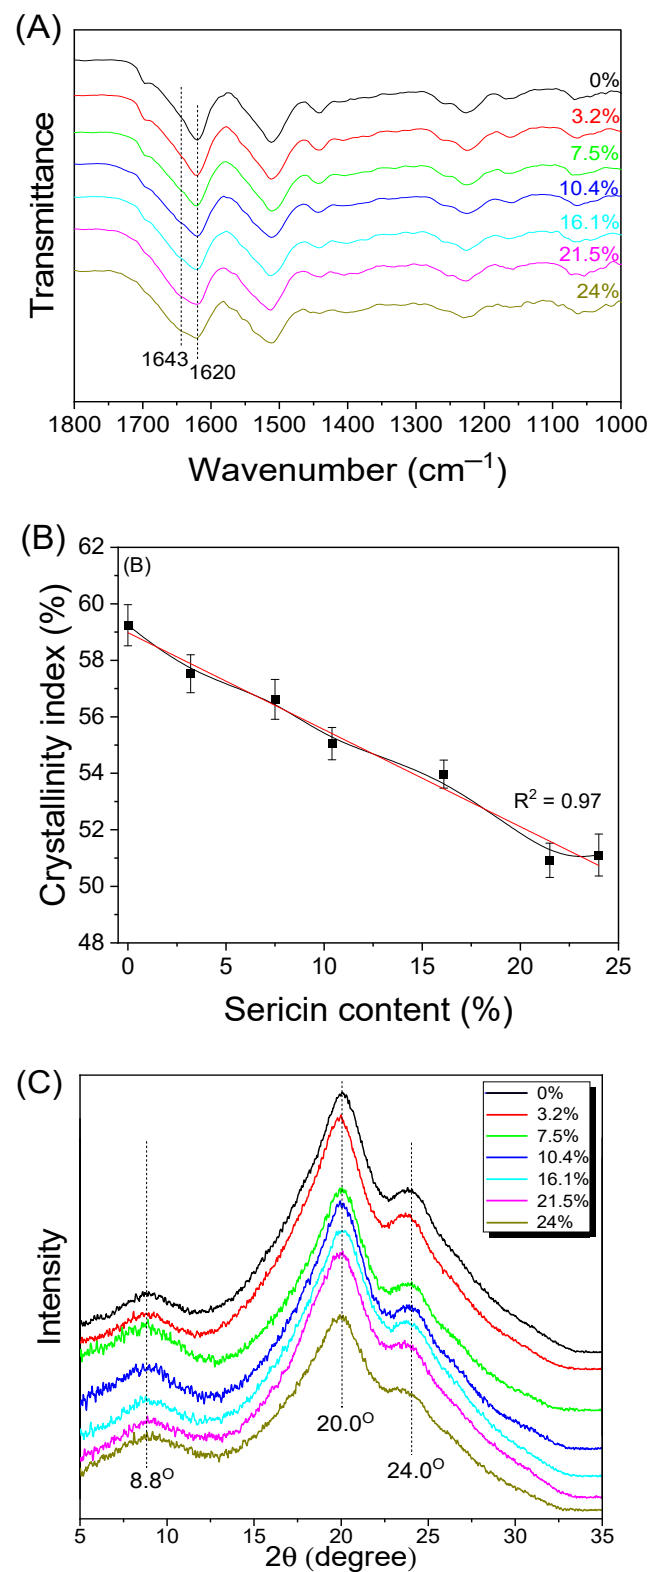 (A)
0%
3.2%
7.5%
10.4%
16.1%
21.5%
24%
1643
1620
Transmittance
1800 1700 1600 1500 1400 1300 1200 1100 1000
Wavenumber (cm⁻¹)
(B)
(B)
62
60
58
56
54
52
50
48
Crystallinity index (%)
R² = 0.97
0 5 10 15 20 25
Sericin content (%)
(C)
0%
3.2%
7.5%
10.4%
16.1%
21.5%
24%
Intensity
20.0⁰
24.0⁰
8.8⁰
5 10 15 20 25 30 35
2θ (degree)